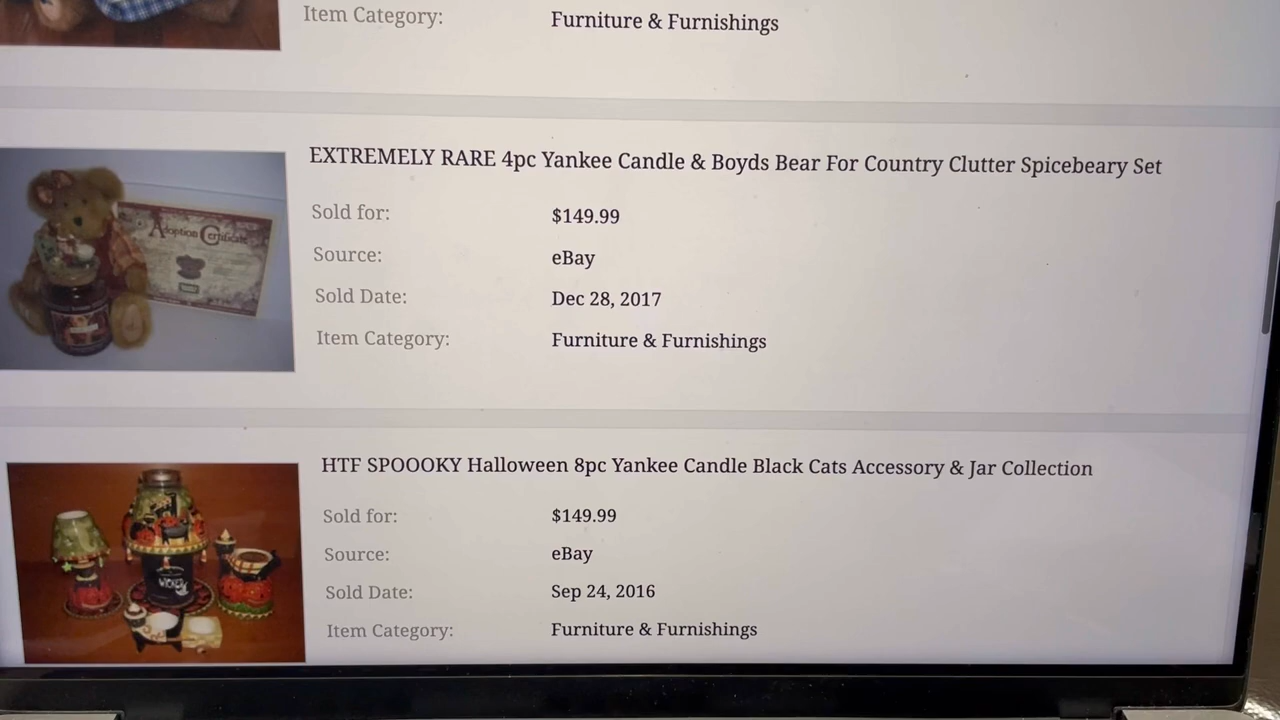 Item Category: Furniture & Furnishings
EXTREMELY RARE 4pc Yankee Candle & Boyds Bear For Country Clutter Spicebeary Set
Adoption Certificate
Sold for: $149.99
Source: eBay
Sold Date: Dec 28, 2017
Item Category: Furniture & Furnishings
HTF SPOOOKY Halloween 8pc Yankee Candle Black Cats Accessory & Jar Collection
Sold for: $149.99
Source: eBay
Sold Date: Sep 24, 2016
Item Category: Furniture & Furnishings